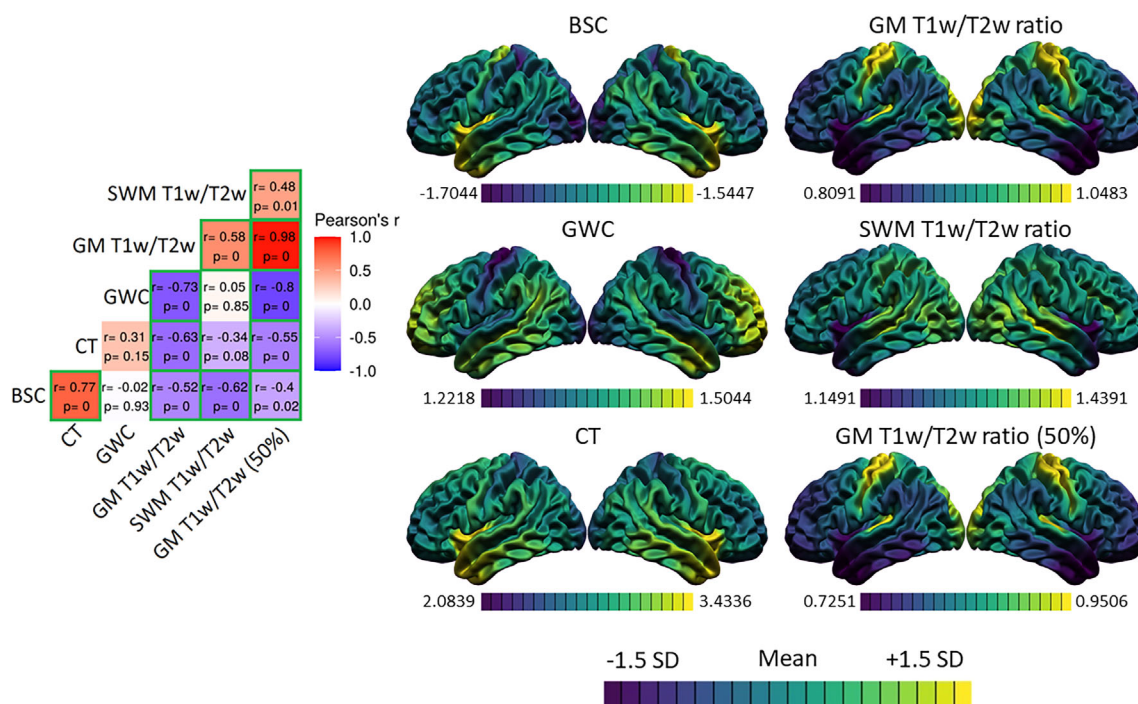 SWM T1w/T2w
r= 0.48
p= 0.01
GM T1w/T2w
r= 0.58
p= 0
r= 0.98
p= 0
GWC
r= -0.73
p= 0
r= 0.05
p= 0.85
r= -0.8
p= 0
CT
r= 0.31
p= 0.15
r= -0.63
p= 0
r= -0.34
p= 0.08
r= -0.55
p= 0
BSC
r= 0.77
p= 0
r= -0.02
p= 0.93
r= -0.52
p= 0
r= -0.62
p= 0
r= -0.4
p= 0.02
CT
GWC
GM T1w/T2w
SWM T1w/T2w
GM T1w/T2w (50%)
Pearson's r
1.0
0.5
0.0
-0.5
-1.0
BSC
-1.7044
-1.5447
GM T1w/T2w ratio
0.8091
1.0483
GWC
1.2218
1.5044
SWM T1w/T2w ratio
1.1491
1.4391
CT
2.0839
3.4336
GM T1w/T2w ratio (50%)
0.7251
0.9506
-1.5 SD Mean +1.5 SD